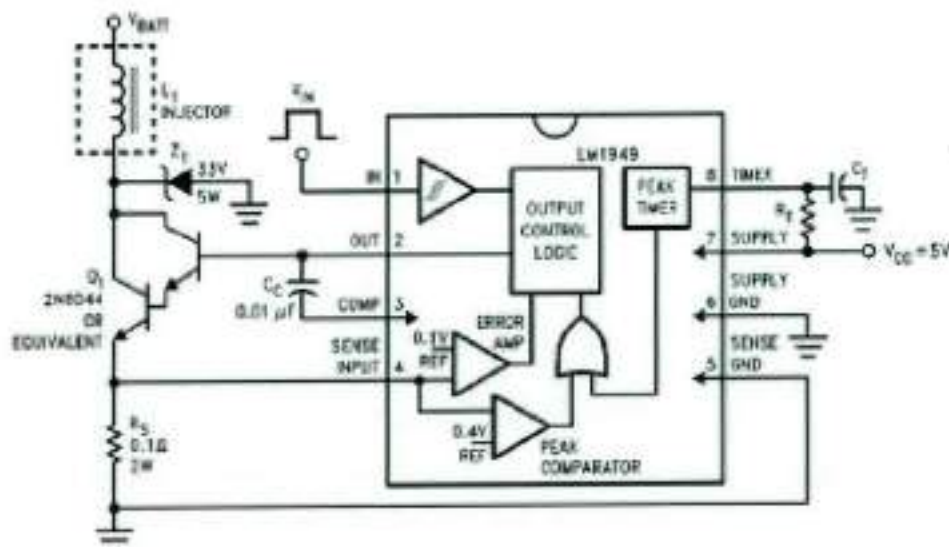 VBATT
L1
INJECTOR
VIN
Z1
33V
5W
LM1949
IN 1
8 TIMER
CT
PEAK
TIMER
RT
OUTPUT
CONTROL
LOGIC
OUT 2
7 SUPPLY
VCC = 5V
Q1
2N6044
OR
EQUIVALENT
CC
0.01 µF
COMP 3
SUPPLY
6 GND
ERROR
AMP
0.1V
REF
SENSE
INPUT 4
SENSE
5 GND
RS
0.1Ω
2W
0.4V
REF
PEAK
COMPARATOR